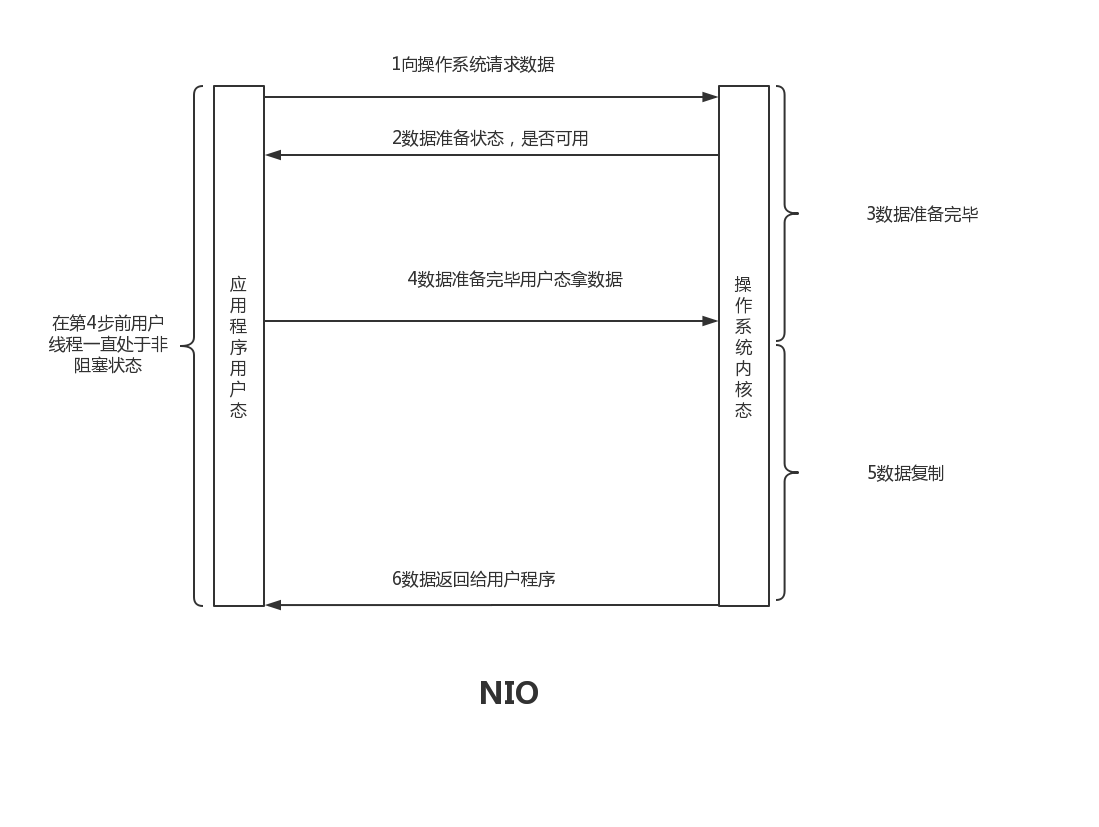 1向操作系统请求数据
2数据准备状态，是否可用
3数据准备完毕
4数据准备完毕用户态拿数据
应用程序用户态
操作系统内核态
在第4步前用户
线程一直处于非
阻塞状态
5数据复制
6数据返回给用户程序
NIO